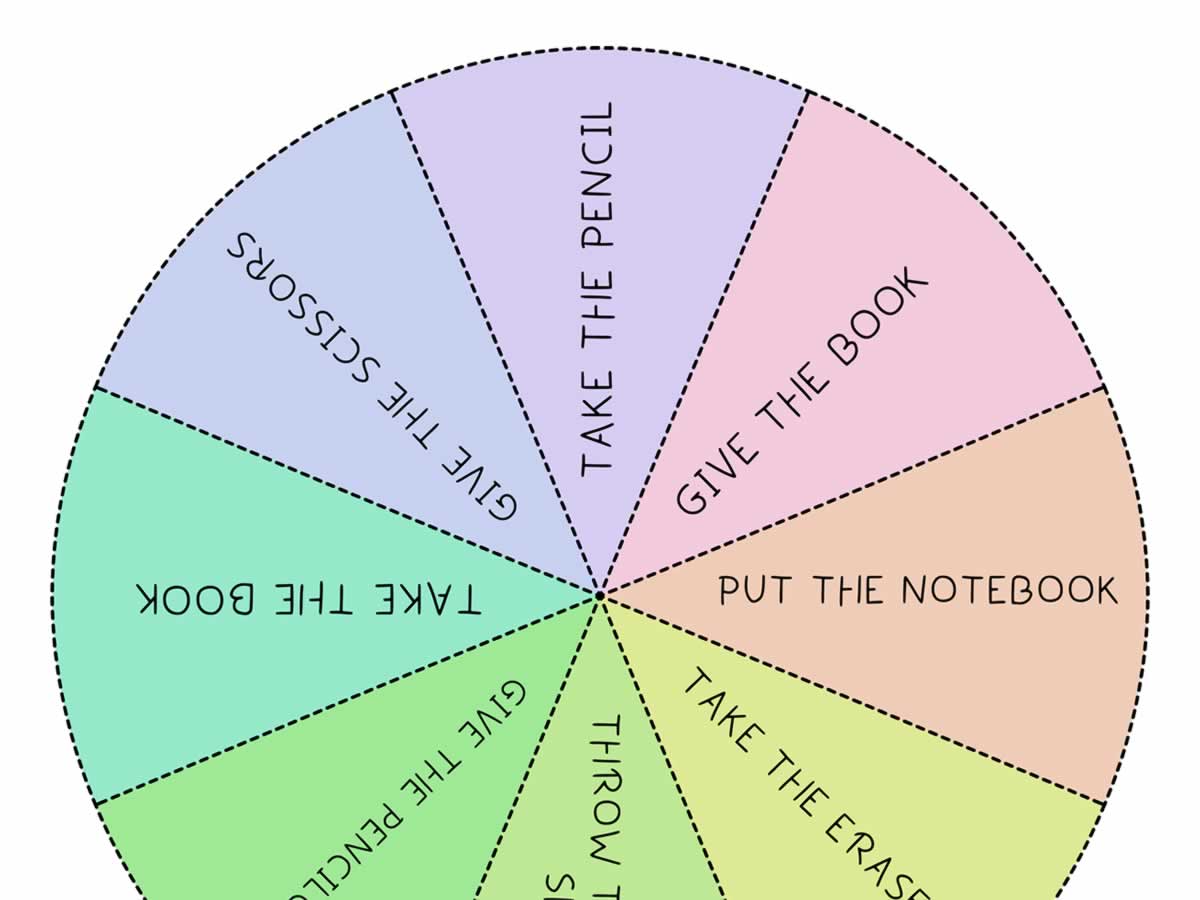 TAKE THE PENCIL
GIVE THE BOOK
PUT THE NOTEBOOK
TAKE THE
THROW
GIVE THE
TAKE THE BOOK
GIVE THE SCISSORS